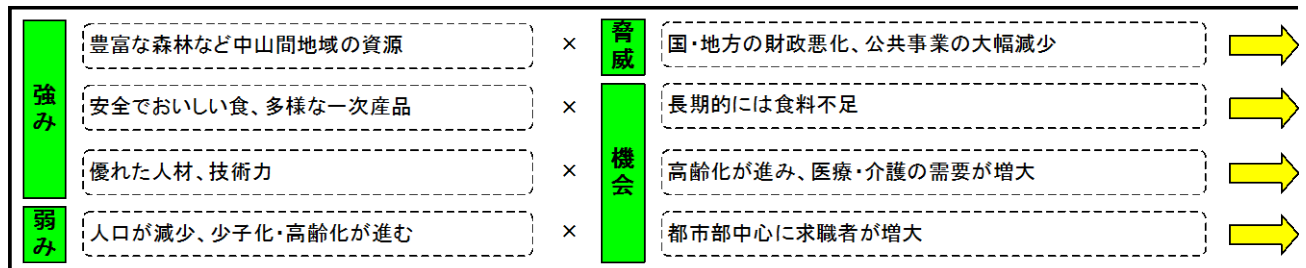 強み
豊富な森林など中山間地域の資源
×
脅威
国・地方の財政悪化、公共事業の大幅減少
安全でおいしい食、多様な一次産品
×
機会
長期的には食料不足
優れた人材、技術力
×
高齢化が進み、医療・介護の需要が増大
弱み
人口が減少、少子化・高齢化が進む
×
都市部中心に求職者が増大